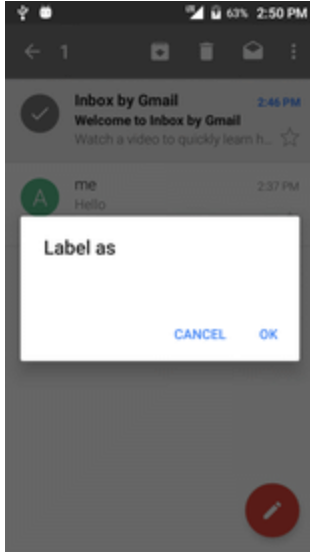 63% 2:50 PM
1
Inbox by Gmail 2:46 PM
Welcome to Inbox by Gmail
Watch a video to quickly learn h...
A me 2:37 PM
Hello
Label as
CANCEL OK